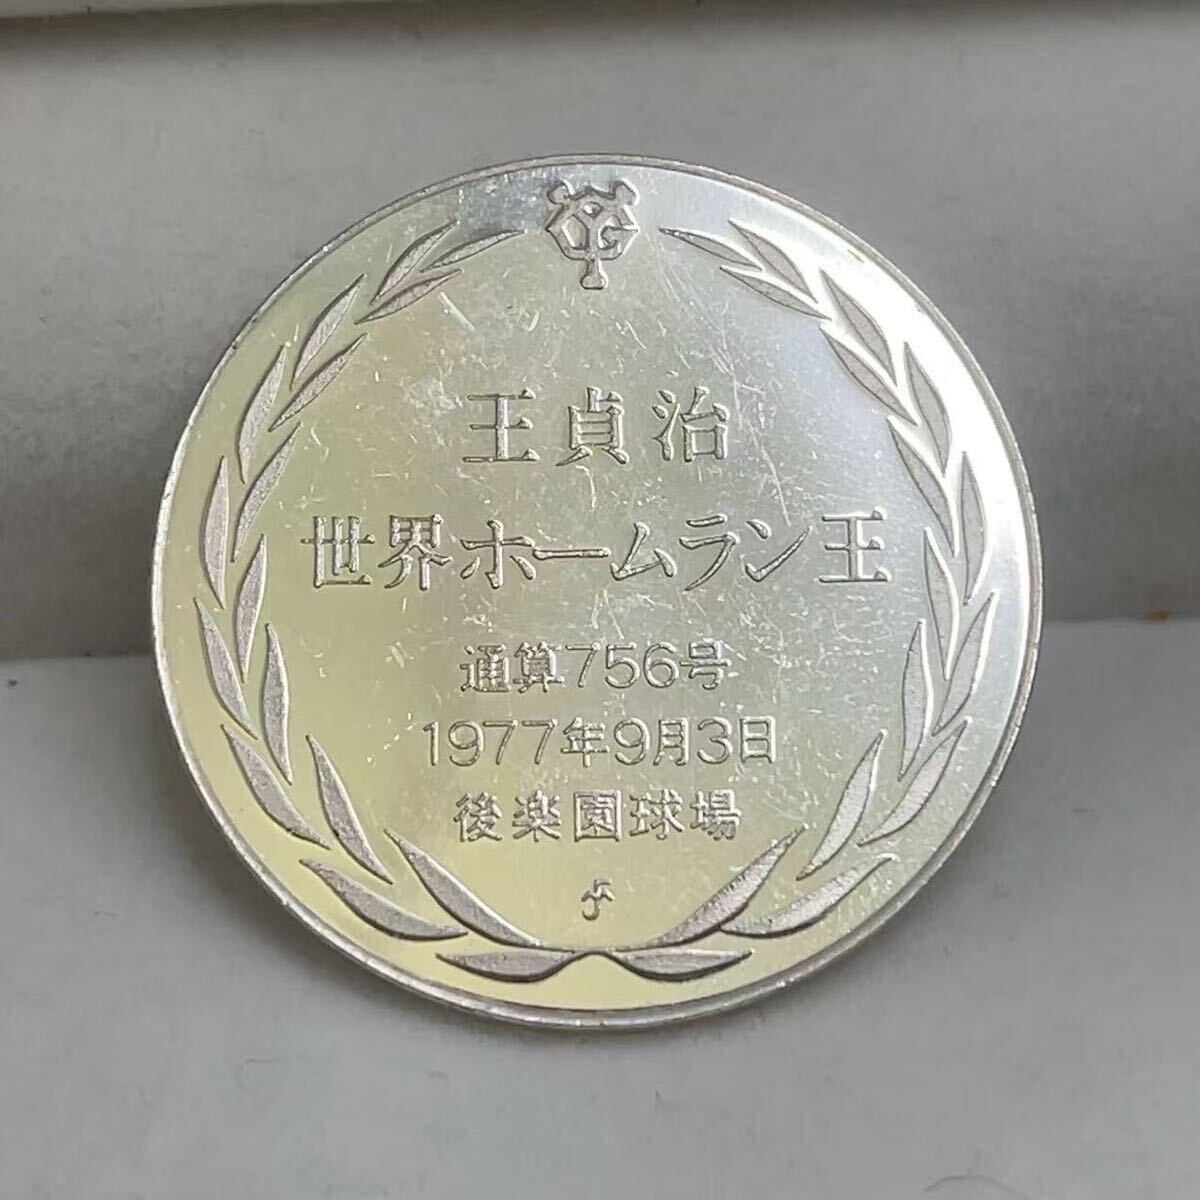 王貞治
世界ホームラン王
通算756号
1977年9月3日
後楽園球場